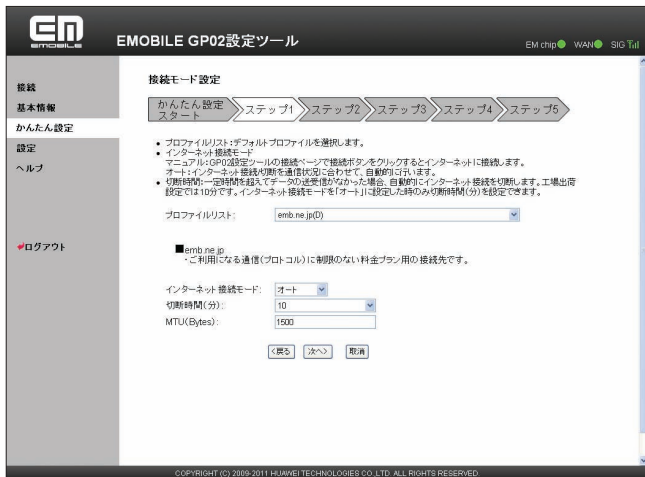 EM
EMOBILE
EMOBILE GP02設定ツール
EM chip WAN SIG
接続
基本情報
かんたん設定
設定
ヘルプ
ログアウト
接続モード設定
かんたん設定
スタート
ステップ1
ステップ2
ステップ3
ステップ4
ステップ5
• プロファイルリスト:デフォルトプロファイルを選択します。
• インターネット接続モード
マニュアル:GP02設定ツールの接続ページで接続ボタンをクリックするとインターネットに接続します。
オート:インターネット接続/切断を通信状況に合わせて、自動的に行います。
• 切断時間:一定時間を超えてデータの送受信がなかった場合、自動的にインターネット接続を切断します。工場出荷
設定では10分です。インターネット接続モードを「オート」に設定した時のみ切断時間(分)を設定できます。
プロファイルリスト: emb.ne.jp(D)
■emb.ne.jp
・ご利用になる通信(プロトコル)に制限のない料金プラン用の接続先です。
インターネット接続モード: オート
切断時間(分): 10
MTU(Bytes): 1500
<戻る 次へ> 取消
COPYRIGHT (C) 2009-2011 HUAWEI TECHNOLOGIES CO.,LTD. ALL RIGHTS RESERVED.